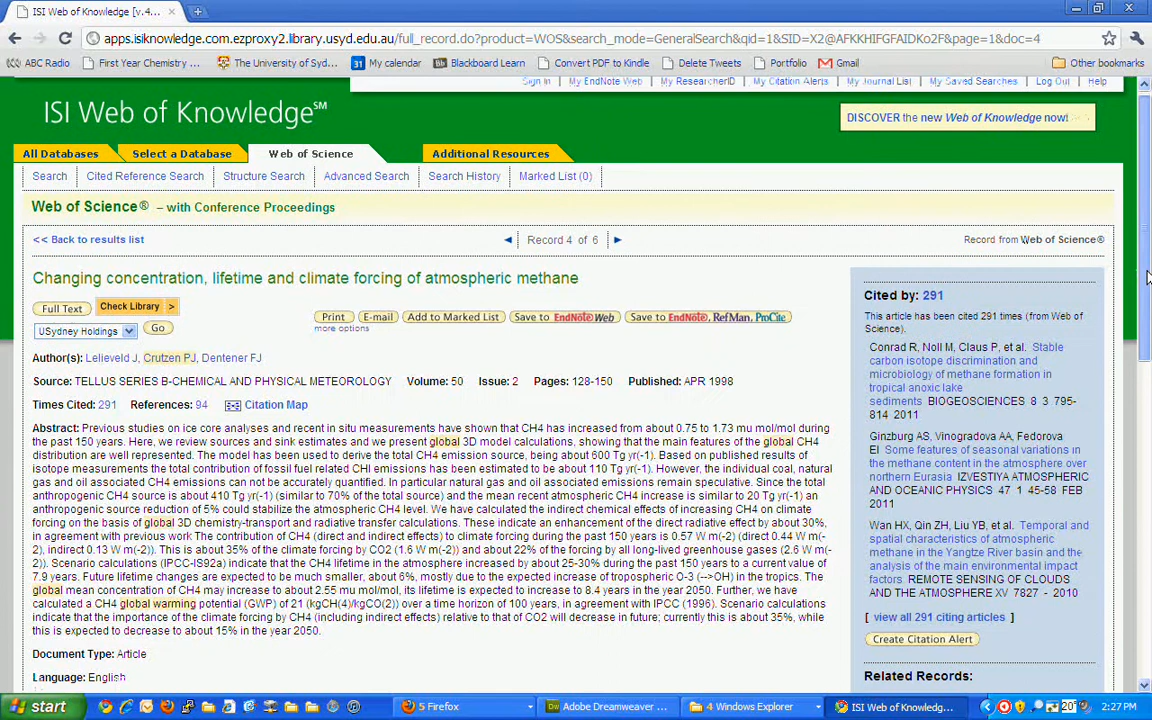 ISI Web of Knowledge [v.4...
apps.isiknowledge.com.ezproxy2.library.usyd.edu.au/full_record.do?product=WOS&search_mode=GeneralSearch&qid=1&SID=X2@AFKKHIFGFAIDKo2F&page=1&doc=4
ABC Radio First Year Chemistry ... The University of Syd... My calendar Blackboard Learn Convert PDF to Kindle Delete Tweets Portfolio Gmail Other bookmarks
Sign In | My EndNote Web | My ResearcherID | My Citation Alerts | My Journal List | My Saved Searches | Log Out | Help
ISI Web of Knowledge℠
DISCOVER the new Web of Knowledge now!
All Databases Select a Database Web of Science Additional Resources
Search | Cited Reference Search | Structure Search | Advanced Search | Search History | Marked List (0)
Web of Science® – with Conference Proceedings
<< Back to results list
Record 4 of 6
Record from Web of Science®
Changing concentration, lifetime and climate forcing of atmospheric methane
Full Text Check Library >
Print E-mail Add to Marked List Save to EndNote Web Save to EndNote, RefMan, ProCite
more options
USydney Holdings Go
Author(s): Lelieveld J, Crutzen PJ, Dentener FJ
Source: TELLUS SERIES B-CHEMICAL AND PHYSICAL METEOROLOGY Volume: 50 Issue: 2 Pages: 128-150 Published: APR 1998
Times Cited: 291 References: 94 Citation Map
Abstract: Previous studies on ice core analyses and recent in situ measurements have shown that CH4 has increased from about 0.75 to 1.73 mu mol/mol during
the past 150 years. Here, we review sources and sink estimates and we present global 3D model calculations, showing that the main features of the global CH4
distribution are well represented. The model has been used to derive the total CH4 emission source, being about 600 Tg yr(-1). Based on published results of
isotope measurements the total contribution of fossil fuel related CHI emissions has been estimated to be about 110 Tg yr(-1). However, the individual coal, natural
gas and oil associated CH4 emissions can not be accurately quantified. In particular natural gas and oil associated emissions remain speculative. Since the total
anthropogenic CH4 source is about 410 Tg yr(-1) (similar to 70% of the total source) and the mean recent atmospheric CH4 increase is similar to 20 Tg yr(-1) an
anthropogenic source reduction of 5% could stabilize the atmospheric CH4 level. We have calculated the indirect chemical effects of increasing CH4 on climate
forcing on the basis of global 3D chemistry-transport and radiative transfer calculations. These indicate an enhancement of the direct radiative effect by about 30%,
in agreement with previous work The contribution of CH4 (direct and indirect effects) to climate forcing during the past 150 years is 0.57 W m(-2) (direct 0.44 W m(-
2), indirect 0.13 W m(-2)). This is about 35% of the climate forcing by CO2 (1.6 W m(-2)) and about 22% of the forcing by all long-lived greenhouse gases (2.6 W m(-
2)). Scenario calculations (IPCC-IS92a) indicate that the CH4 lifetime in the atmosphere increased by about 25-30% during the past 150 years to a current value of
7.9 years. Future lifetime changes are expected to be much smaller, about 6%, mostly due to the expected increase of tropospheric O-3 (-->OH) in the tropics. The
global mean concentration of CH4 may increase to about 2.55 mu mol/mol, its lifetime is expected to increase to 8.4 years in the year 2050. Further, we have
calculated a CH4 global warming potential (GWP) of 21 (kgCH(4)/kgCO(2)) over a time horizon of 100 years, in agreement with IPCC (1996). Scenario calculations
indicate that the importance of the climate forcing by CH4 (including indirect effects) relative to that of CO2 will decrease in future; currently this is about 35%, while
this is expected to decrease to about 15% in the year 2050.
Document Type: Article
Language: English
Cited by: 291
This article has been cited 291 times (from Web of
Science).
Conrad R, Noll M, Claus P, et al. Stable
carbon isotope discrimination and
microbiology of methane formation in
tropical anoxic lake
sediments BIOGEOSCIENCES 8 3 795-
814 2011
Ginzburg AS, Vinogradova AA, Fedorova
EI Some features of seasonal variations in
the methane content in the atmosphere over
northern Eurasia IZVESTIYA ATMOSPHERIC
AND OCEANIC PHYSICS 47 1 45-58 FEB
2011
Wan HX, Qin ZH, Liu YB, et al. Temporal and
spatial characteristics of atmospheric
methane in the Yangtze River basin and the
analysis of the main environmental impact
factors REMOTE SENSING OF CLOUDS
AND THE ATMOSPHERE XV 7827 - 2010
[ view all 291 citing articles ]
Create Citation Alert
Related Records:
start 5 Firefox Adobe Dreamweaver ... 4 Windows Explorer ISI Web of Knowledg... 20° 2:27 PM